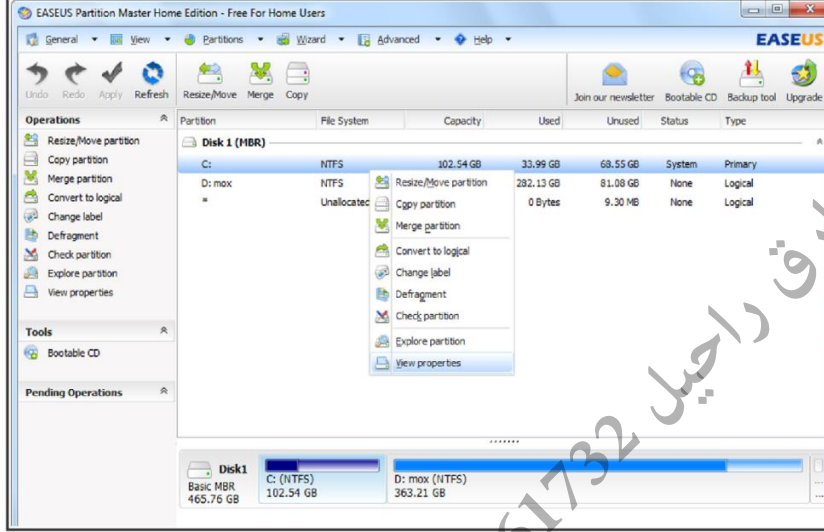 EASEUS Partition Master Home Edition - Free For Home Users
General View Partitions Wizard Advanced Help EASEUS
Undo Redo Apply Refresh Resize/Move Merge Copy Join our newsletter Bootable CD Backup tool Upgrade
Operations
Resize/Move partition
Copy partition
Merge partition
Convert to logical
Change label
Defragment
Check partition
Explore partition
View properties
Tools
Bootable CD
Pending Operations
Partition File System Capacity Used Unused Status Type
Disk 1 (MBR)
C: NTFS 102.54 GB 33.99 GB 68.55 GB System Primary
D: mox NTFS 282.13 GB 81.08 GB None Logical
* Unallocated 0 Bytes 9.30 MB None Logical
Resize/Move partition
Copy partition
Merge partition
Convert to logical
Change label
Defragment
Check partition
Explore partition
View properties
Disk1
Basic MBR
465.76 GB
C: (NTFS)
102.54 GB
D: mox (NTFS)
363.21 GB
راحيل
61732